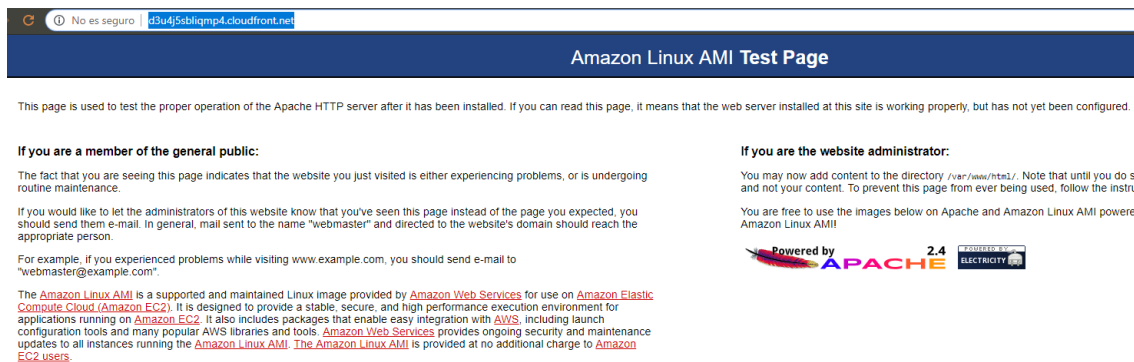 No es seguro | d3u4j5sbliqmp4.cloudfront.net
Amazon Linux AMI Test Page
This page is used to test the proper operation of the Apache HTTP server after it has been installed. If you can read this page, it means that the web server installed at this site is working properly, but has not yet been configured.
If you are a member of the general public:
The fact that you are seeing this page indicates that the website you just visited is either experiencing problems, or is undergoing
routine maintenance.
If you would like to let the administrators of this website know that you've seen this page instead of the page you expected, you
should send them e-mail. In general, mail sent to the name "webmaster" and directed to the website's domain should reach the
appropriate person.
For example, if you experienced problems while visiting www.example.com, you should send e-mail to
"webmaster@example.com".
The Amazon Linux AMI is a supported and maintained Linux image provided by Amazon Web Services for use on Amazon Elastic
Compute Cloud (Amazon EC2). It is designed to provide a stable, secure, and high performance execution environment for
applications running on Amazon EC2. It also includes packages that enable easy integration with AWS, including launch
configuration tools and many popular AWS libraries and tools. Amazon Web Services provides ongoing security and maintenance
updates to all instances running the Amazon Linux AMI. The Amazon Linux AMI is provided at no additional charge to Amazon
EC2 users.
If you are the website administrator:
You may now add content to the directory /var/www/html/. Note that until you do s
and not your content. To prevent this page from ever being used, follow the instru
You are free to use the images below on Apache and Amazon Linux AMI powere
Amazon Linux AMI!
Powered by 2.4
APACHE
POWERED BY
ELECTRICITY